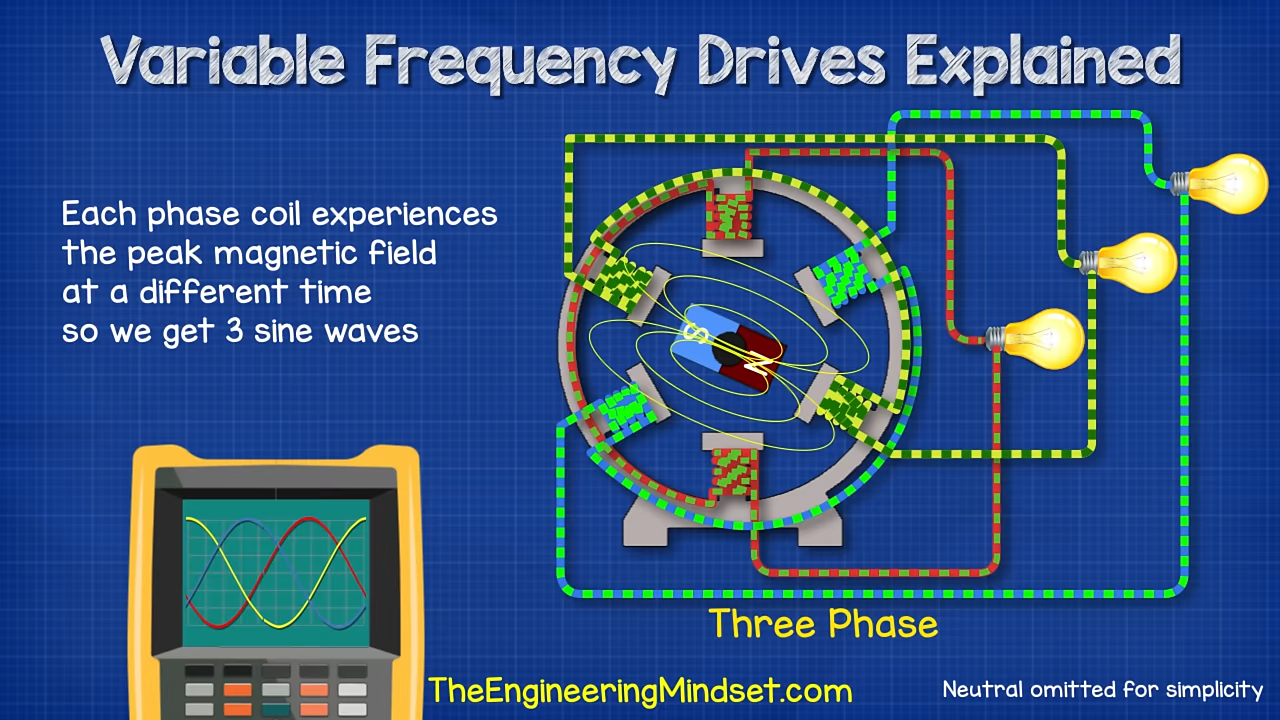 Variable Frequency Drives Explained
Each phase coil experiences
the peak magnetic field
at a different time
so we get 3 sine waves
S
N
Three Phase
TheEngineeringMindset.com
Neutral omitted for simplicity